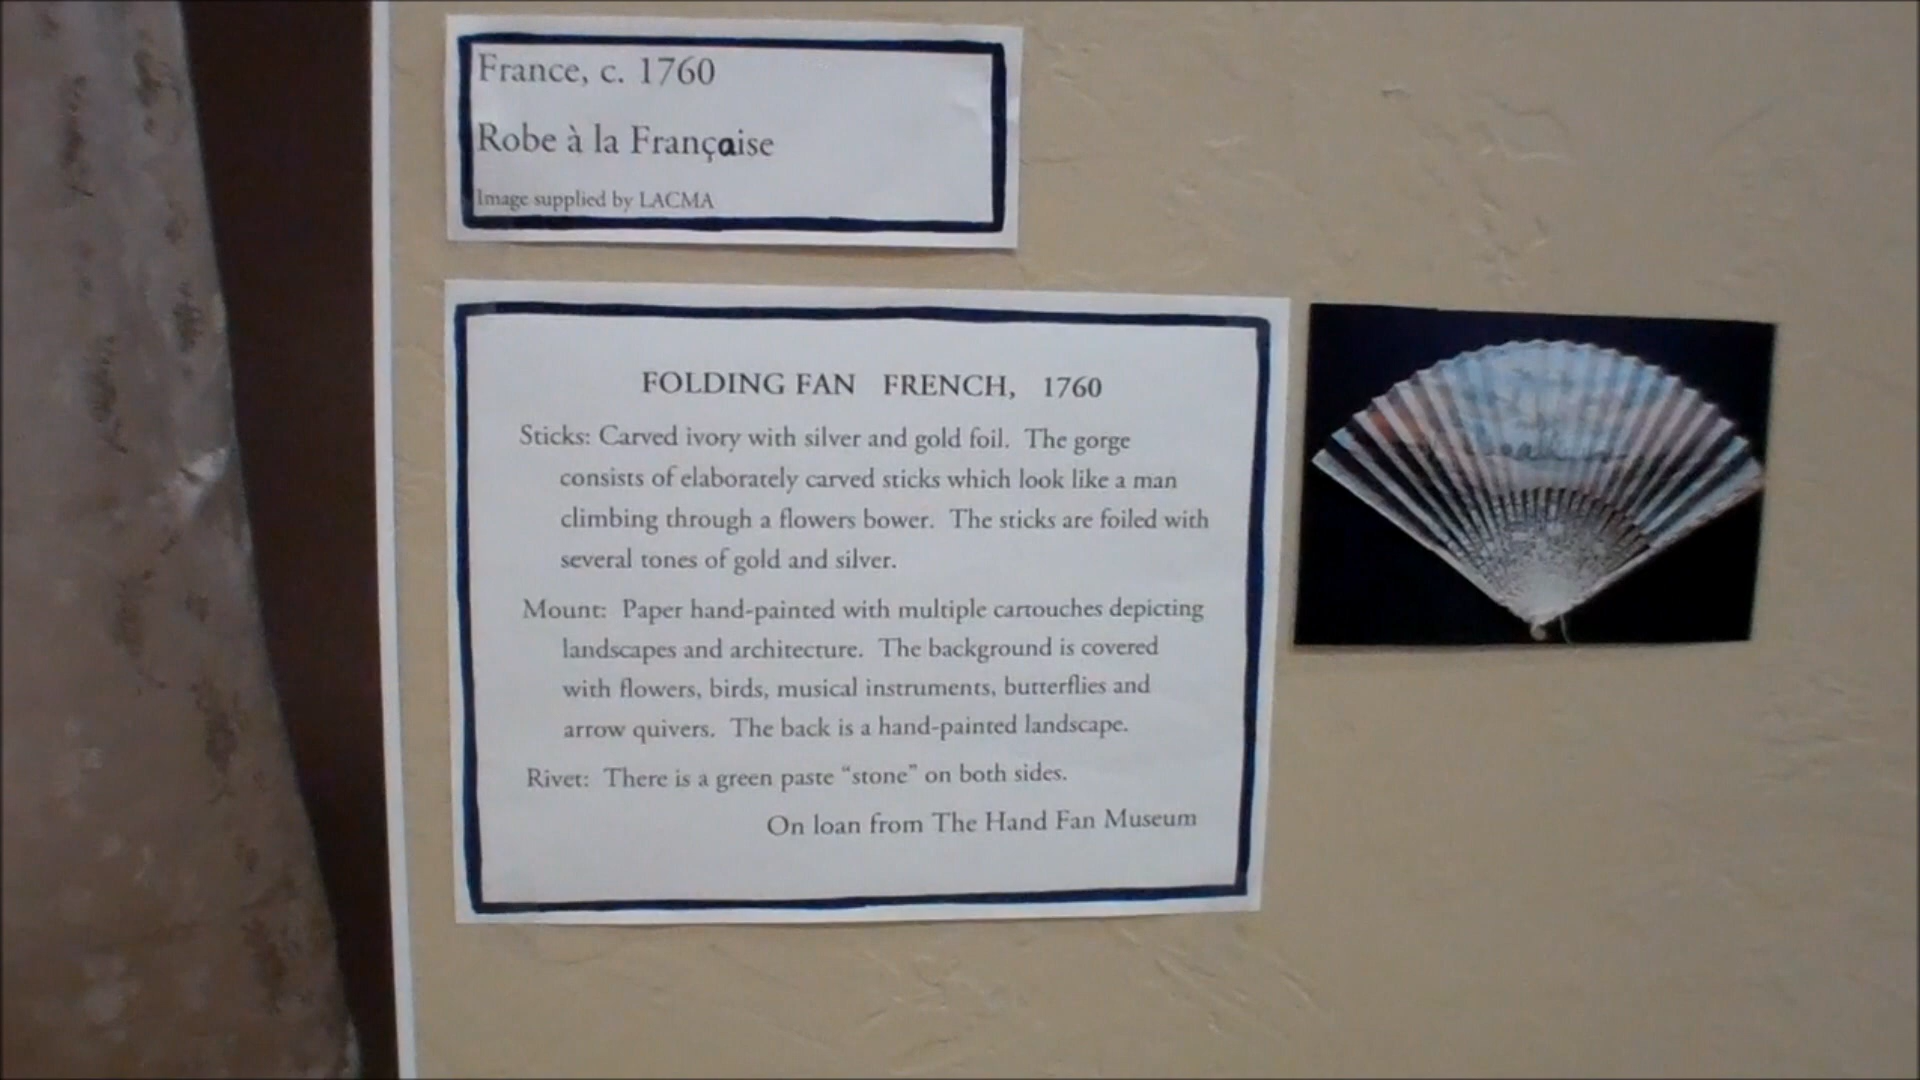 France, c. 1760
Robe à la Française
Image supplied by LACMA
FOLDING FAN FRENCH, 1760
Sticks: Carved ivory with silver and gold foil. The gorge
consists of elaborately carved sticks which look like a man
climbing through a flowers bower. The sticks are foiled with
several tones of gold and silver.
Mount: Paper hand-painted with multiple cartouches depicting
landscapes and architecture. The background is covered
with flowers, birds, musical instruments, butterflies and
arrow quivers. The back is a hand-painted landscape.
Rivet: There is a green paste “stone” on both sides.
On loan from The Hand Fan Museum